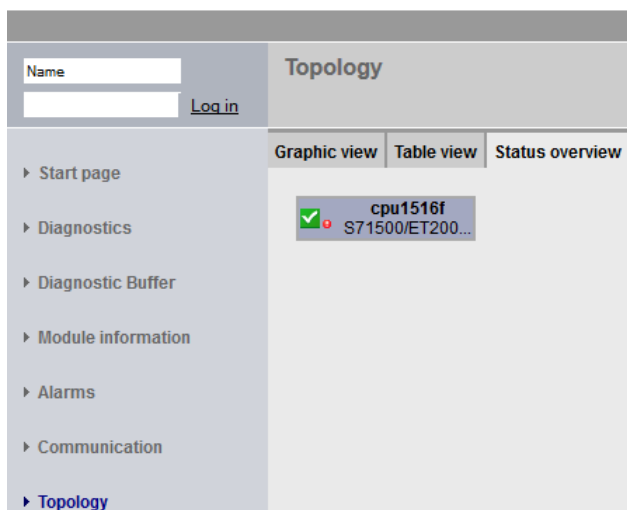 Name
Log in
Start page
Diagnostics
Diagnostic Buffer
Module information
Alarms
Communication
Topology
Topology
Graphic view Table view Status overview
cpu1516f
S71500/ET200...